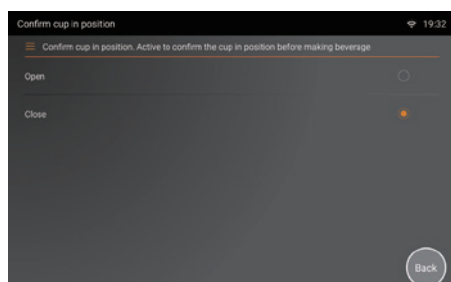 Confirm cup in position 19:32
Confirm cup in position. Active to confirm the cup in position before making beverage
Open
Close
Back